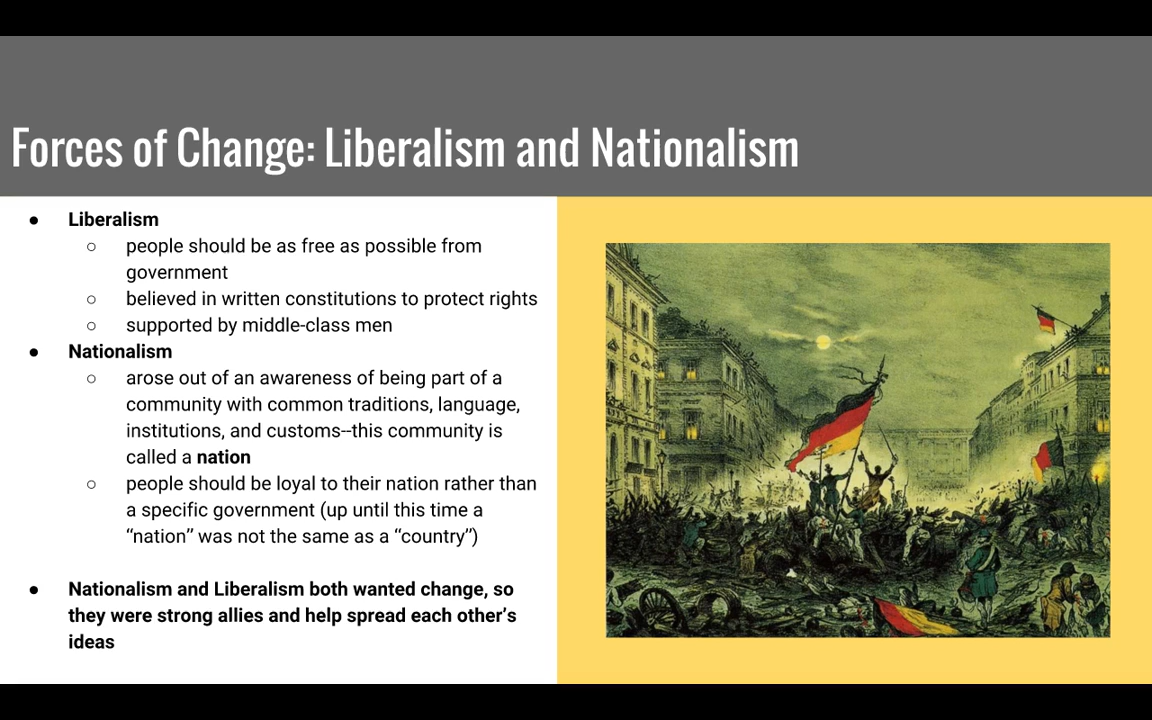 Forces of Change: Liberalism and Nationalism
● Liberalism
○ people should be as free as possible from
government
○ believed in written constitutions to protect rights
○ supported by middle-class men
● Nationalism
○ arose out of an awareness of being part of a
community with common traditions, language,
institutions, and customs--this community is
called a nation
○ people should be loyal to their nation rather than
a specific government (up until this time a
“nation” was not the same as a “country”)
● Nationalism and Liberalism both wanted change, so
they were strong allies and help spread each other’s
ideas